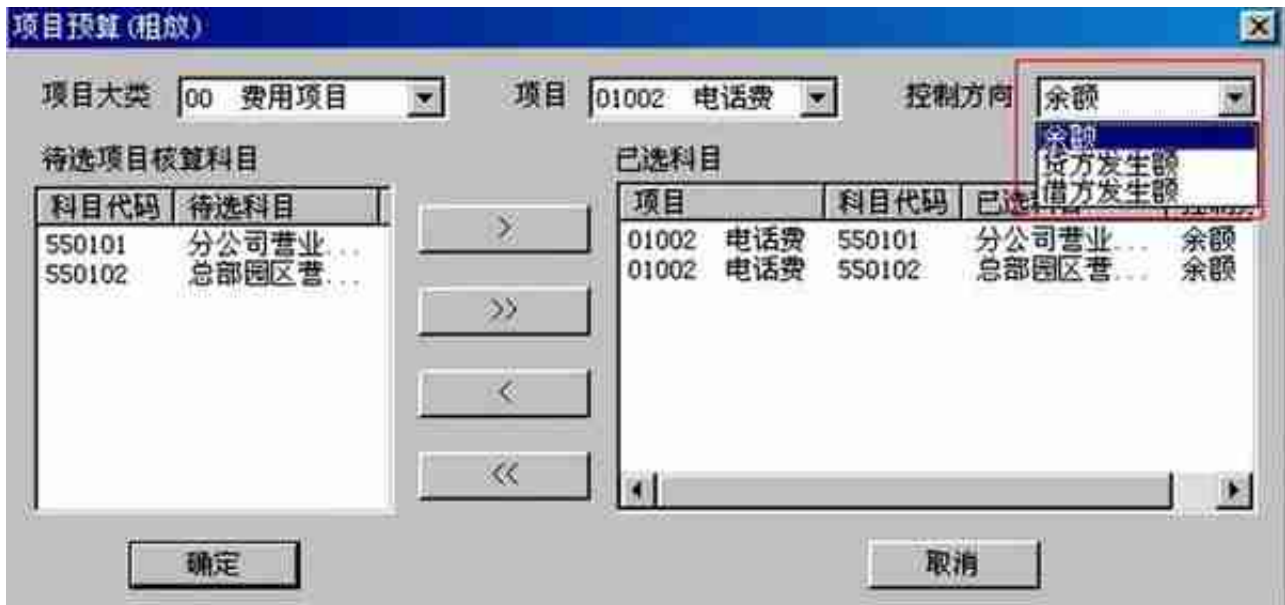 项目预算(粗放)
项目大类 00 费用项目 项目 01002 电话费 控制方向 余额
余额
贷方发生额
借方发生额
待选项目核算科目 已选科目
科目代码 待选科目 项目 科目代码 已选
550101 分公司营业... 01002 电话费 550101 分公司营业... 余额
550102 总部园区营... 01002 电话费 550102 总部园区营... 余额
>
>>
<
<<
确定 取消